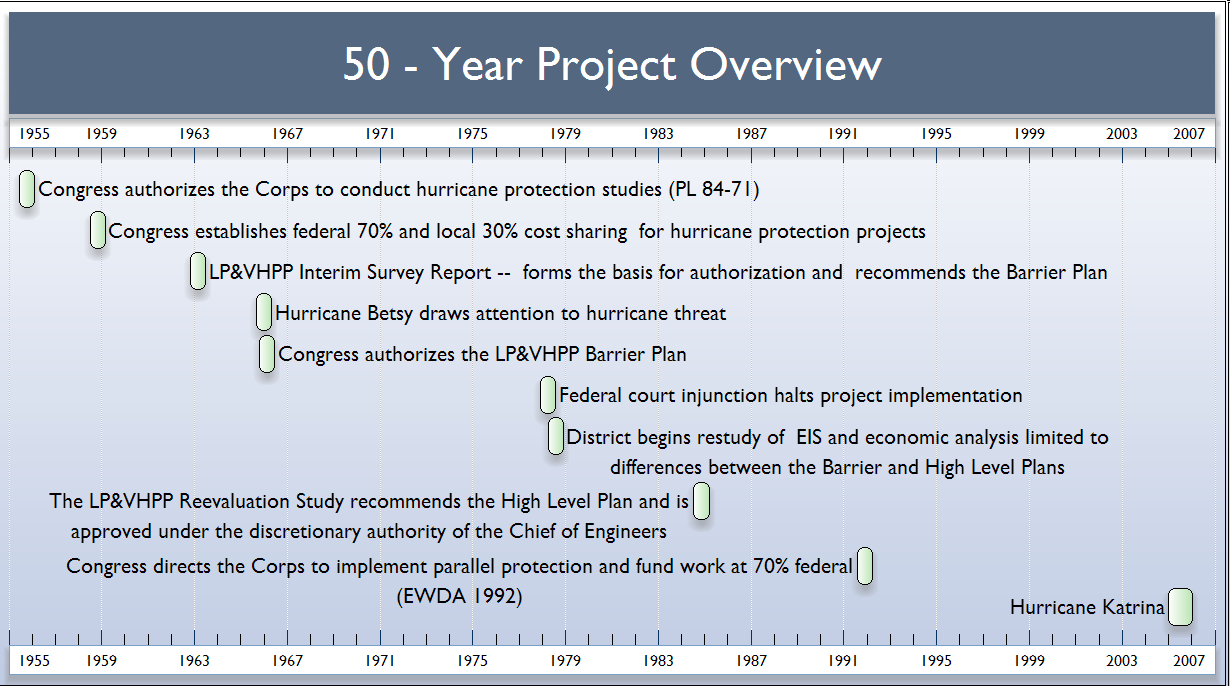 50 - Year Project Overview
1955 1959 1963 1967 1971 1975 1979 1983 1987 1991 1995 1999 2003 2007
Congress authorizes the Corps to conduct hurricane protection studies (PL 84-71)
Congress establishes federal 70% and local 30% cost sharing for hurricane protection projects
LP&VHPP Interim Survey Report -- forms the basis for authorization and recommends the Barrier Plan
Hurricane Betsy draws attention to hurricane threat
Congress authorizes the LP&VHPP Barrier Plan
Federal court injunction halts project implementation
District begins restudy of EIS and economic analysis limited to
differences between the Barrier and High Level Plans
The LP&VHPP Reevaluation Study recommends the High Level Plan and is
approved under the discretionary authority of the Chief of Engineers
Congress directs the Corps to implement parallel protection and fund work at 70% federal
(EWDA 1992)
Hurricane Katrina
1955 1959 1963 1967 1971 1975 1979 1983 1987 1991 1995 1999 2003 2007